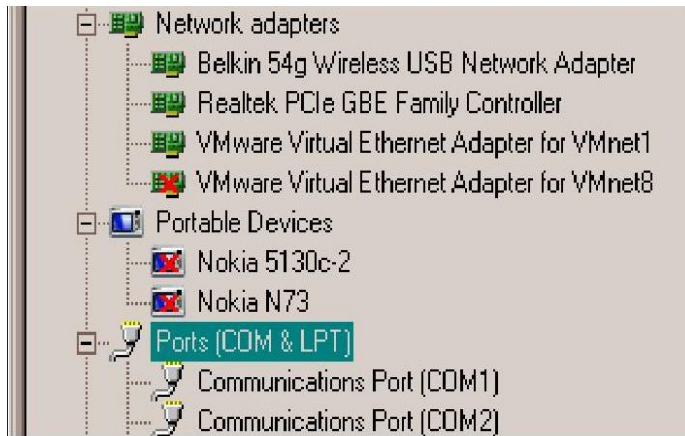 Network adapters
Belkin 54g Wireless USB Network Adapter
Realtek PCIe GBE Family Controller
VMware Virtual Ethernet Adapter for VMnet1
VMware Virtual Ethernet Adapter for VMnet8
Portable Devices
Nokia 5130c-2
Nokia N73
Ports (COM & LPT)
Communications Port (COM1)
Communications Port (COM2)